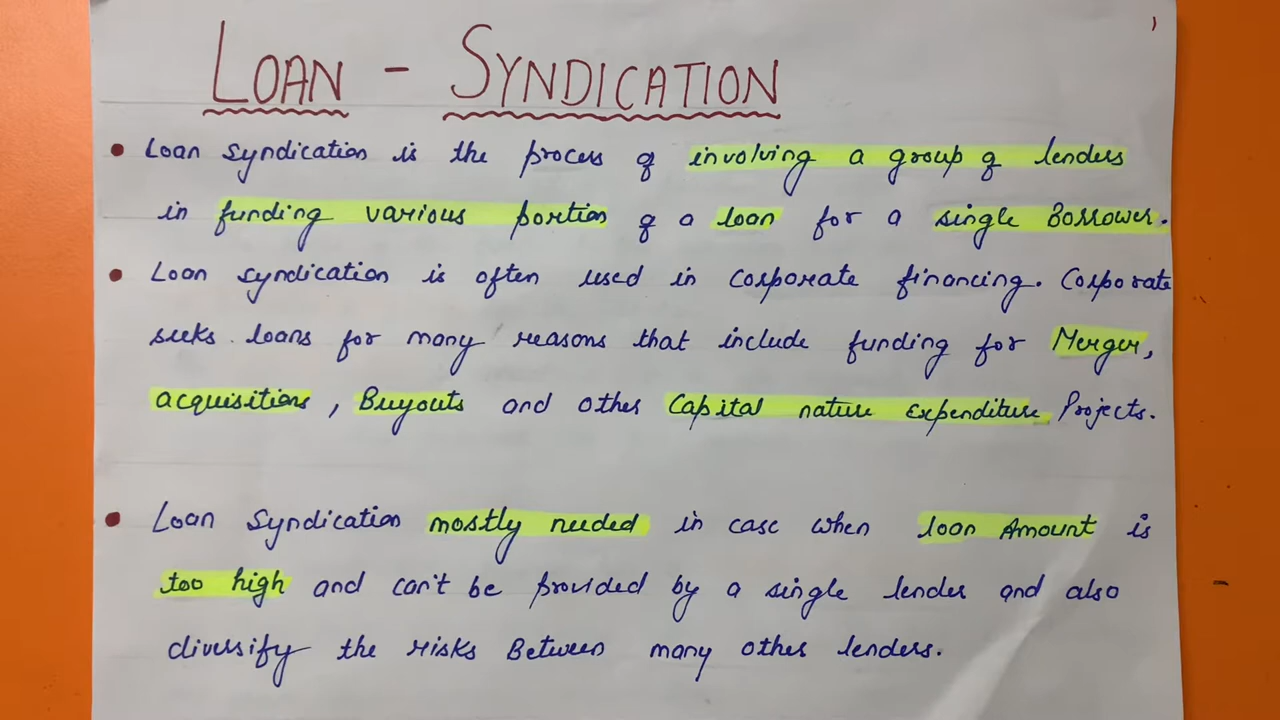 1
LOAN - SYNDICATION
• Loan Syndication is the process of involving a group of lenders
in funding various portion of a loan for a single Borrower.
• Loan syndication is often used in corporate financing. Corporate
seeks loans for many reasons that include funding for Merger,
acquisitions, Buyouts and other Capital nature Expenditure Projects.
• Loan Syndication mostly needed in case when loan Amount is
too high and can't be provided by a single lender and also
diversify the risks Between many other lenders.